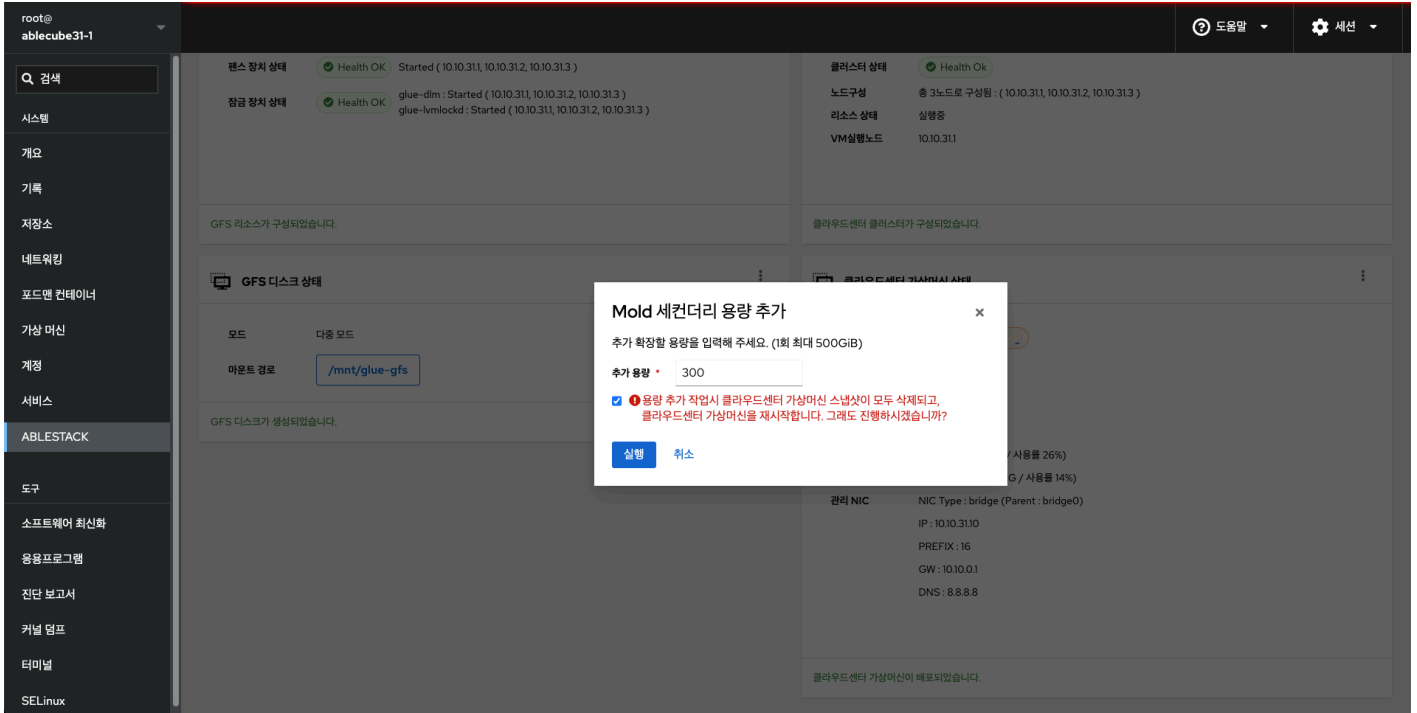 root@
ablecube31-1
도움말
세션
검색
시스템
개요
기록
저장소
네트워킹
포드맨 컨테이너
가상 머신
계정
서비스
ABLESTACK
도구
소프트웨어 최신화
응용프로그램
진단 보고서
커널 덤프
터미널
SELinux
펜스 장치 상태 Health OK Started ( 10.10.31.1, 10.10.31.2, 10.10.31.3 )
잠금 장치 상태 Health OK glue-dlm : Started ( 10.10.31.1, 10.10.31.2, 10.10.31.3 )
glue-lvmlockd : Started ( 10.10.31.1, 10.10.31.2, 10.10.31.3 )
GFS 리소스가 구성되었습니다.
클러스터 상태 Health Ok
노드구성 총 3노드로 구성됨 : ( 10.10.31.1, 10.10.31.2, 10.10.31.3 )
리소스 상태 실행중
VM실행노드 10.10.31.1
클라우드센터 클러스터가 구성되었습니다.
GFS 디스크 상태
모드 다중 모드
마운트 경로 /mnt/glue-gfs
GFS 디스크가 생성되었습니다.
클라우드센터 가상머신 상태
Mold 세컨더리 용량 추가
추가 확장할 용량을 입력해 주세요. (1회 최대 500GiB)
추가 용량 * 300
용량 추가 작업시 클라우드센터 가상머신 스냅샷이 모두 삭제되고,
클라우드센터 가상머신을 재시작합니다. 그래도 진행하시겠습니까?
실행 취소
/ 사용률 26%)
G / 사용률 14%)
관리 NIC NIC Type : bridge (Parent : bridge0)
IP : 10.10.31.10
PREFIX : 16
GW : 10.10.0.1
DNS : 8.8.8.8
클라우드센터 가상머신이 배포되었습니다.